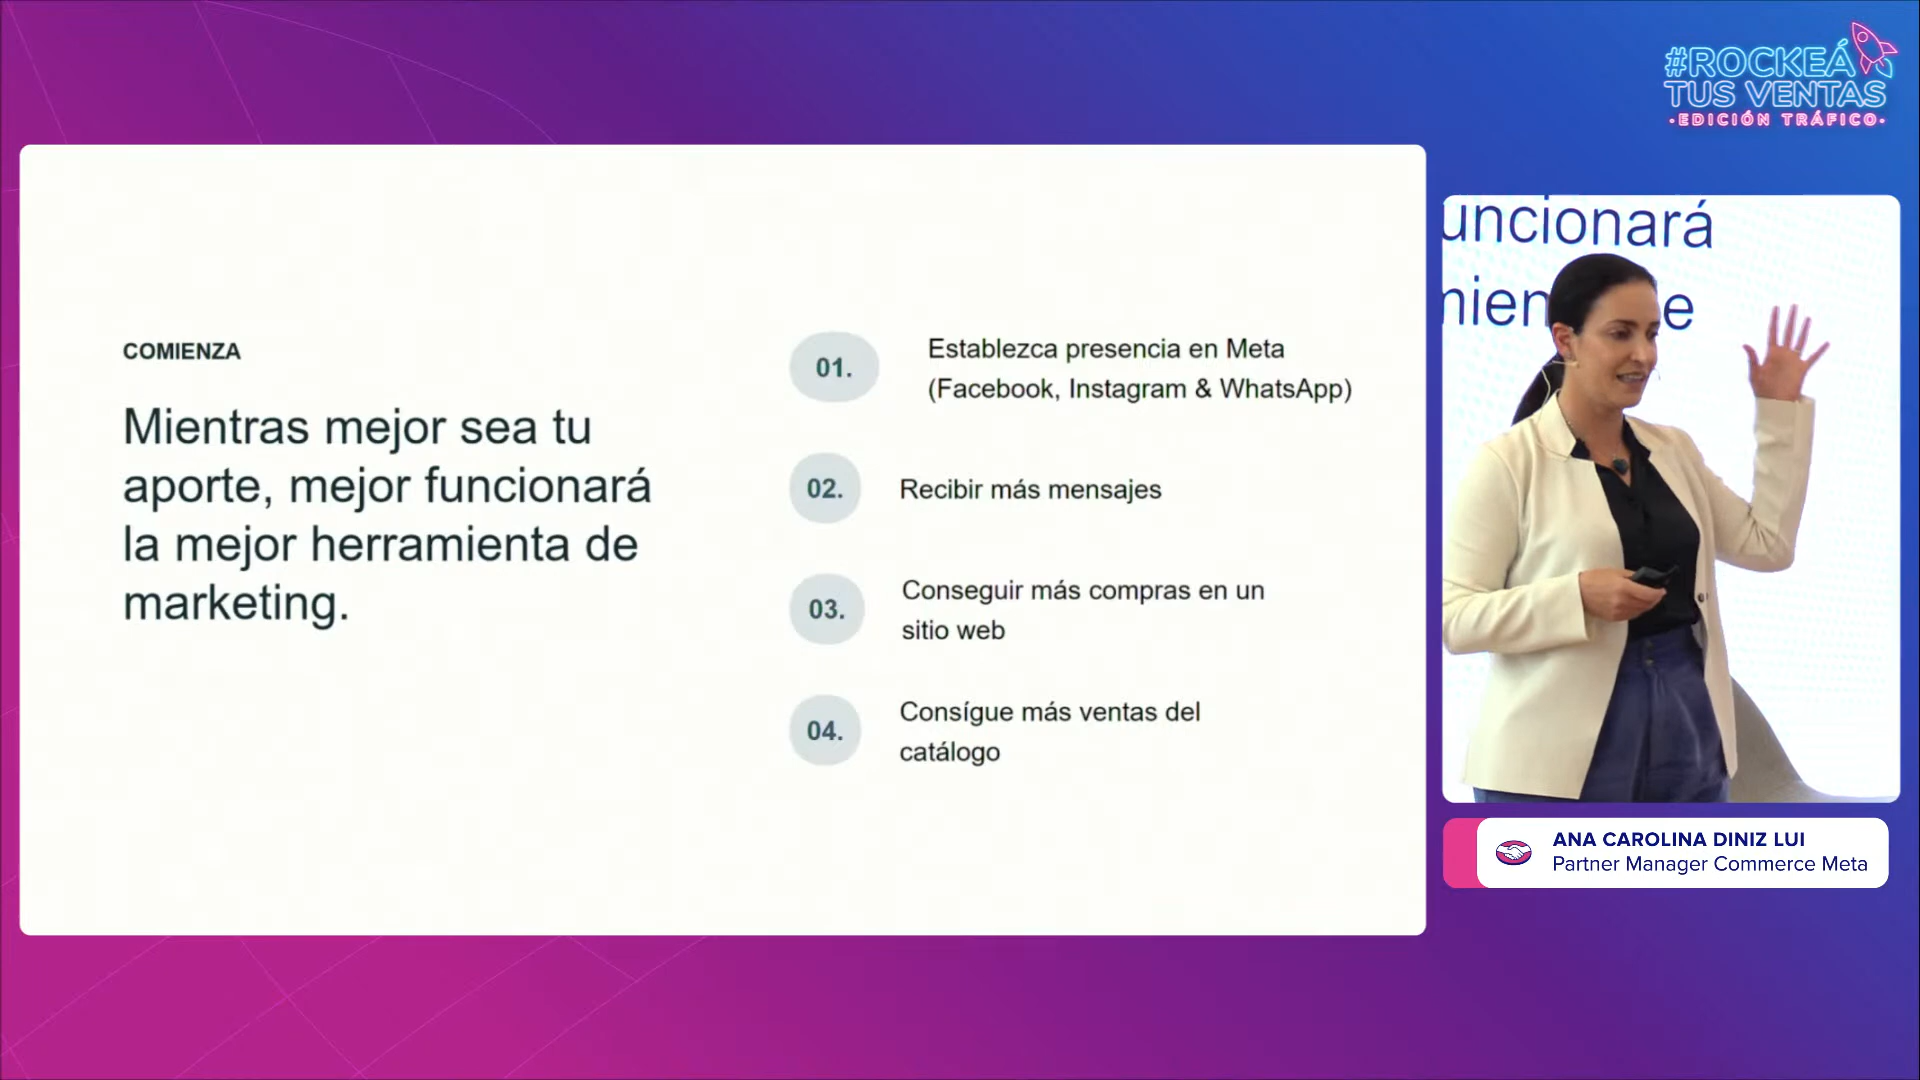 #ROCKEÁ
TUS VENTAS
•EDICIÓN TRÁFICO•
COMIENZA
Mientras mejor sea tu
aporte, mejor funcionará
la mejor herramienta de
marketing.
01.
Establezca presencia en Meta
(Facebook, Instagram & WhatsApp)
02.
Recibir más mensajes
03.
Conseguir más compras en un
sitio web
04.
Consígue más ventas del
catálogo
uncionará
mien e
ANA CAROLINA DINIZ LUI
Partner Manager Commerce Meta